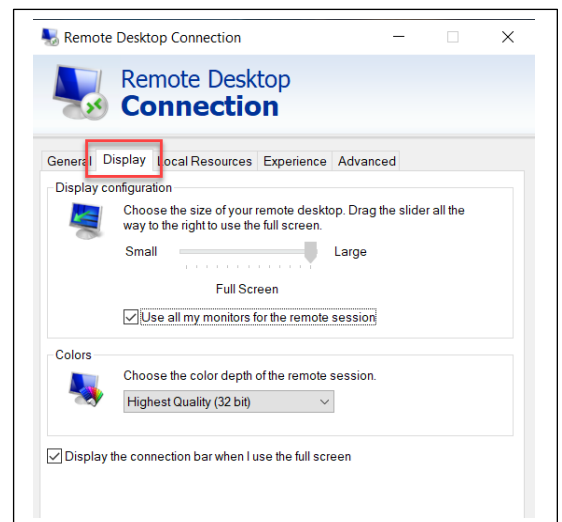 Remote Desktop Connection
Remote Desktop
Connection
General Display Local Resources Experience Advanced
Display configuration
Choose the size of your remote desktop. Drag the slider all the
way to the right to use the full screen.
Small Large
Full Screen
Use all my monitors for the remote session
Colors
Choose the color depth of the remote session.
Highest Quality (32 bit)
Display the connection bar when I use the full screen